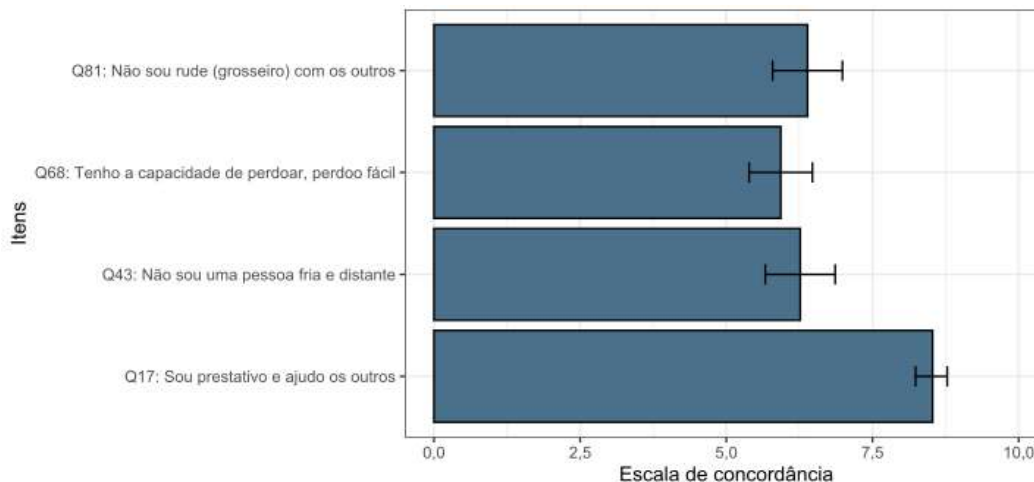 Itens
Q81: Não sou rude (grosseiro) com os outros
Q68: Tenho a capacidade de perdoar, perdoo fácil
Q43: Não sou uma pessoa fria e distante
Q17: Sou prestativo e ajudo os outros
0,0 2,5 5,0 7,5 10,0
Escala de concordância